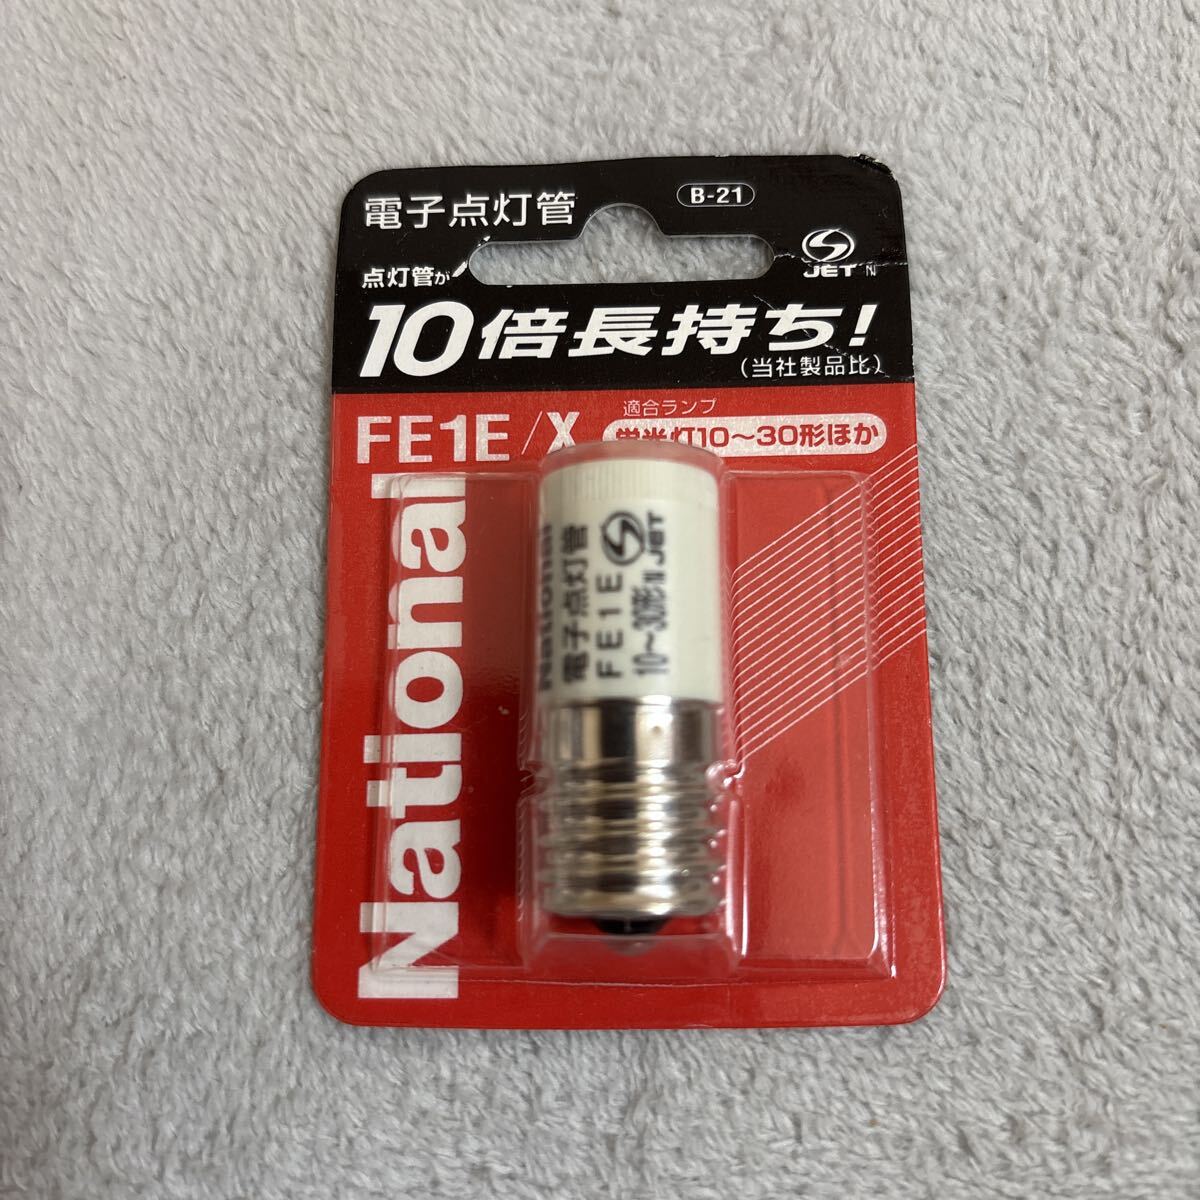 電子点灯管
B-21
JET
点灯管が
10倍長持ち!
(当社製品比)
FE1E/X
適合ランプ
蛍光灯10〜30形ほか
National
National
電子点灯管
FE1E
10〜30形
JET